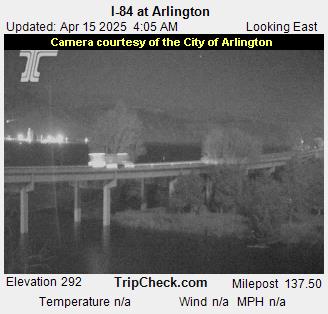 I-84 at Arlington
Updated: Apr 15 2025 4:05 AM Looking East
Camera courtesy of the City of Arlington
Elevation 292 TripCheck.com Milepost 137.50
Temperature n/a Wind n/a MPH n/a